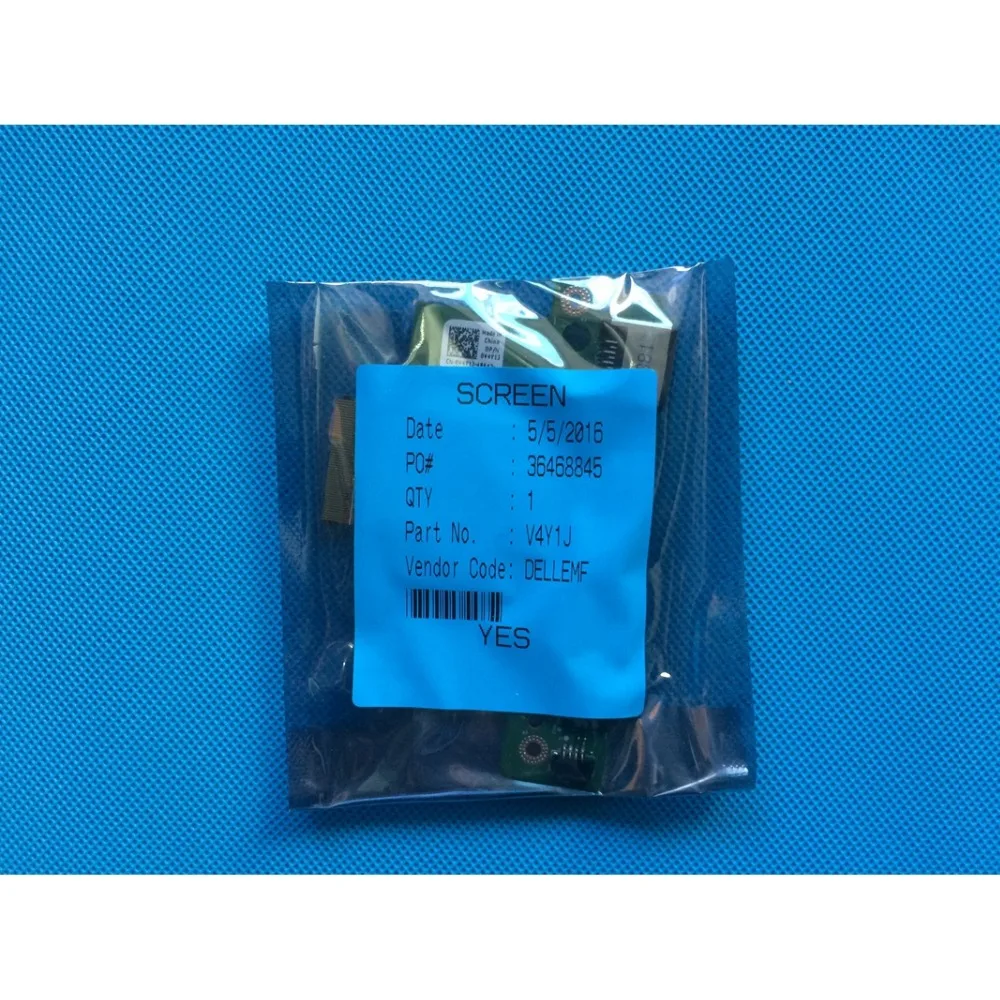 SCREEN
Date : 5/5/2016
PO# : 36468845
QTY : 1
Part No. : V4Y1J
Vendor Code: DELLEMF
YES